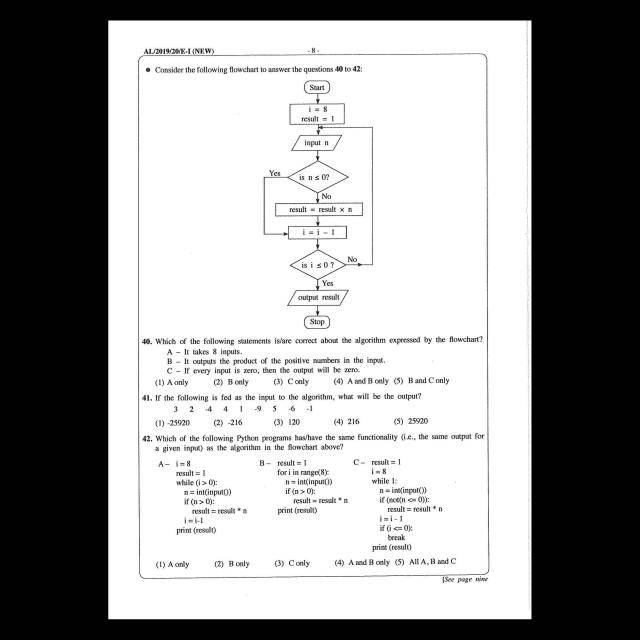 AL/2019/20/E-I (NEW)
- 8 -
● Consider the following flowchart to answer the questions 40 to 42:
Start
i = 8
result = 1
input n
Yes
is n ≤ 0?
No
result = result × n
i = i − 1
is i ≤ 0 ?
No
Yes
output result
Stop
40. Which of the following statements is/are correct about the algorithm expressed by the flowchart?
A – It takes 8 inputs.
B – It outputs the product of the positive numbers in the input.
C – If every input is zero, then the output will be zero.
(1) A only (2) B only (3) C only (4) A and B only (5) B and C only
41. If the following is fed as the input to the algorithm, what will be the output?
3 2 -4 4 1 -9 5 -6 -1
(1) -25920 (2) -216 (3) 120 (4) 216 (5) 25920
42. Which of the following Python programs has/have the same functionality (i.e., the same output for
a given input) as the algorithm in the flowchart above?
A – i = 8
result = 1
while (i > 0):
n = int(input())
if (n > 0):
result = result * n
i = i-1
print (result)
B – result = 1
for i in range(8):
n = int(input())
if (n > 0):
result = result * n
print (result)
C – result = 1
i = 8
while 1:
n = int(input())
if (not(n <= 0)):
result = result * n
i = i - 1
if (i <= 0):
break
print (result)
(1) A only (2) B only (3) C only (4) A and B only (5) All A, B and C
[See page nine